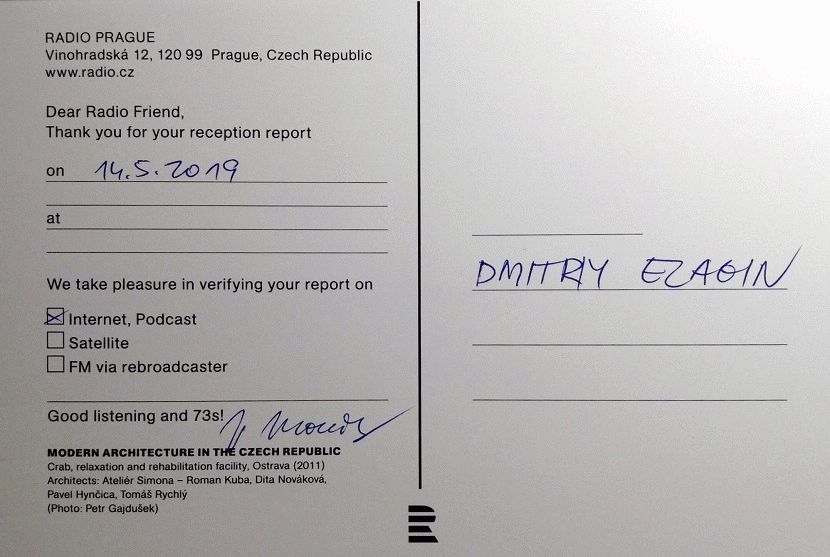 RADIO PRAGUE
Vinohradská 12, 120 99 Prague, Czech Republic
www.radio.cz
Dear Radio Friend,
Thank you for your reception report
on 14.5.2019
at
We take pleasure in verifying your report on
Internet, Podcast
Satellite
FM via rebroadcaster
Good listening and 73s!
MODERN ARCHITECTURE IN THE CZECH REPUBLIC
Crab, relaxation and rehabilitation facility, Ostrava (2011)
Architects: Ateliér Simona – Roman Kuba, Dita Nováková,
Pavel Hynčica, Tomáš Rychlý
(Photo: Petr Gajdušek)
DMITRIY EZAGIN